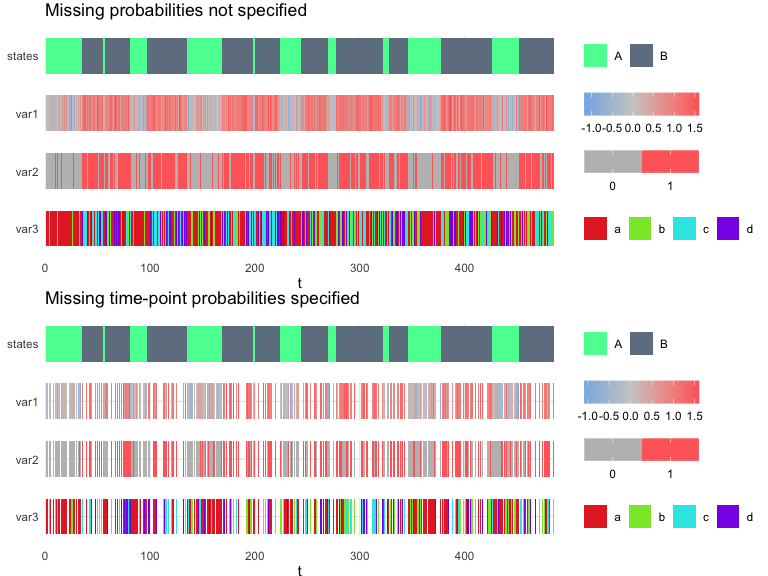 Missing probabilities not specified
states
A B
var1
-1.0 -0.5 0.0 0.5 1.0 1.5
var2
0 1
var3
a b c d
0 100 200 300 400
t
Missing time-point probabilities specified
states
A B
var1
-1.0 -0.5 0.0 0.5 1.0 1.5
var2
0 1
var3
a b c d
0 100 200 300 400
t